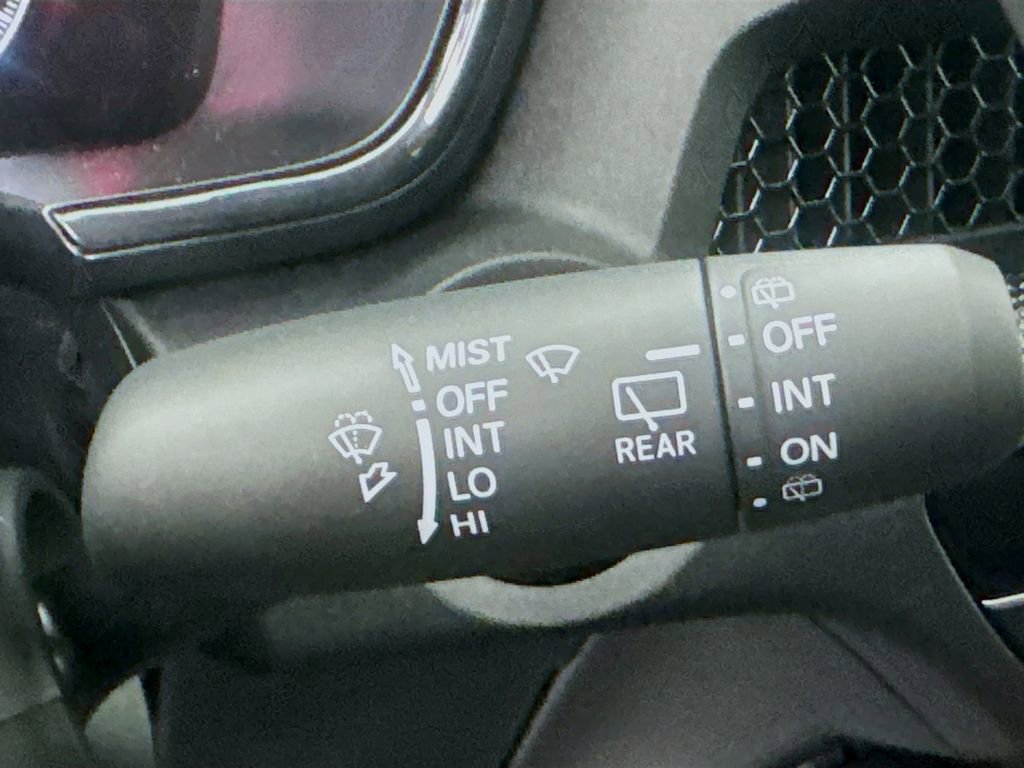 MIST
OFF
INT
LO
HI
REAR
OFF
INT
ON